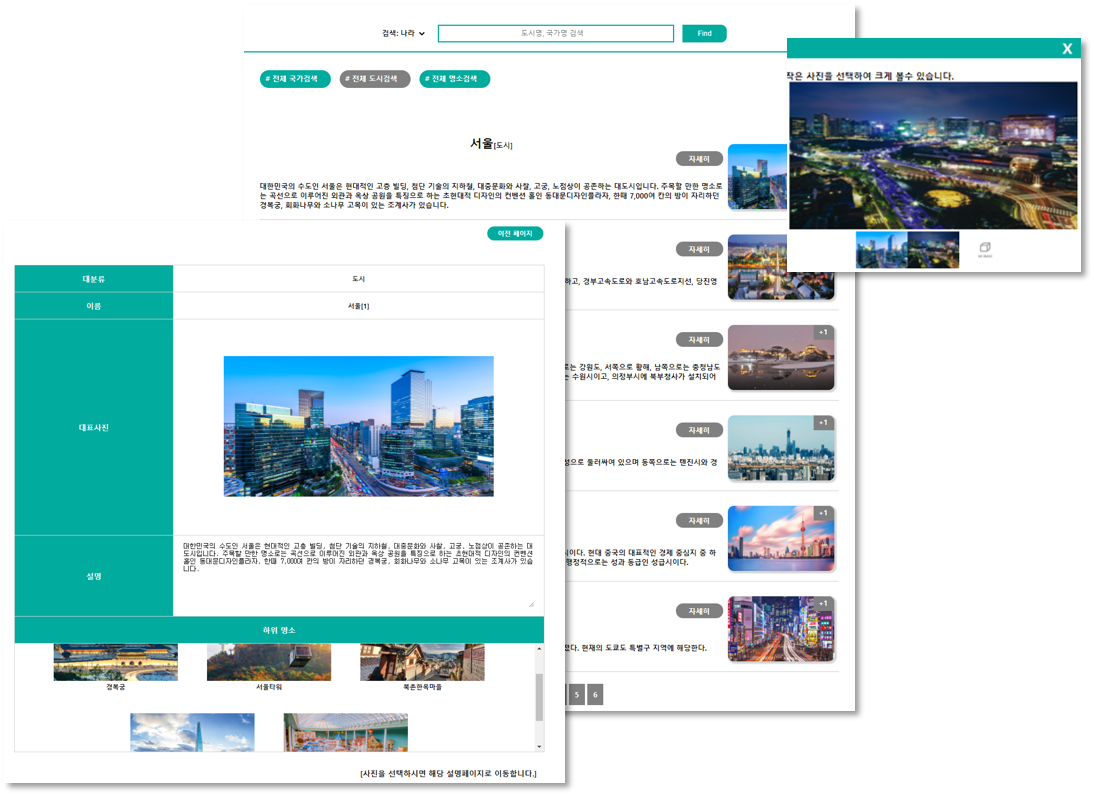 검색: 나라
도시명, 국가명 검색
Find
# 전체 국가검색
# 전체 도시검색
# 전체 명소검색
서울[도시]
자세히
대한민국의 수도인 서울은 현대적인 고층 빌딩, 첨단 기술의 지하철, 대중문화와 사찰, 고궁, 노점상이 공존하는 대도시입니다. 주목할 만한 명소로
는 곡선으로 이루어진 외관과 옥상 공원을 특징으로 하는 초현대적 디자인의 컨벤션 홀인 동대문디자인플라자, 한때 7,000여 칸의 방이 자리하던
경복궁, 회화나무와 소나무 고목이 있는 조계사가 있습니다.
자세히
하고, 경부고속도로와 호남고속도로지선, 당진영
자세히
+1
로는 강원도, 서쪽으로 황해, 남쪽으로는 충청남도
는 수원시이고, 의정부시에 북부청사가 설치되어
자세히
+1
성으로 둘러싸여 있으며 동쪽으로는 톈진시와 경
자세히
+1
시이다. 현대 중국의 대표적인 경제 중심지 중 하
행정적으로는 성과 동급인 성급시이다.
자세히
+1
졌다. 현재의 도쿄도 특별구 지역에 해당한다.
5
6
X
작은 사진을 선택하여 크게 볼수 있습니다.
이전 페이지
대분류
도시
이름
서울[1]
대표사진
설명
대한민국의 수도인 서울은 현대적인 고층 빌딩, 첨단 기술의 지하철, 대중문화와 사찰, 고궁, 노점상이 공존하는 대
도시입니다. 주목할 만한 명소로는 곡선으로 이루어진 외관과 옥상 공원을 특징으로 하는 초현대적 디자인의 컨벤션
홀인 동대문디자인플라자, 한때 7,000여 칸의 방이 자리하던 경복궁, 회화나무와 소나무 고목이 있는 조계사가 있습
니다.
하위 명소
경복궁
서울타워
북촌한옥마을
[사진을 선택하시면 해당 설명페이지로 이동합니다.]